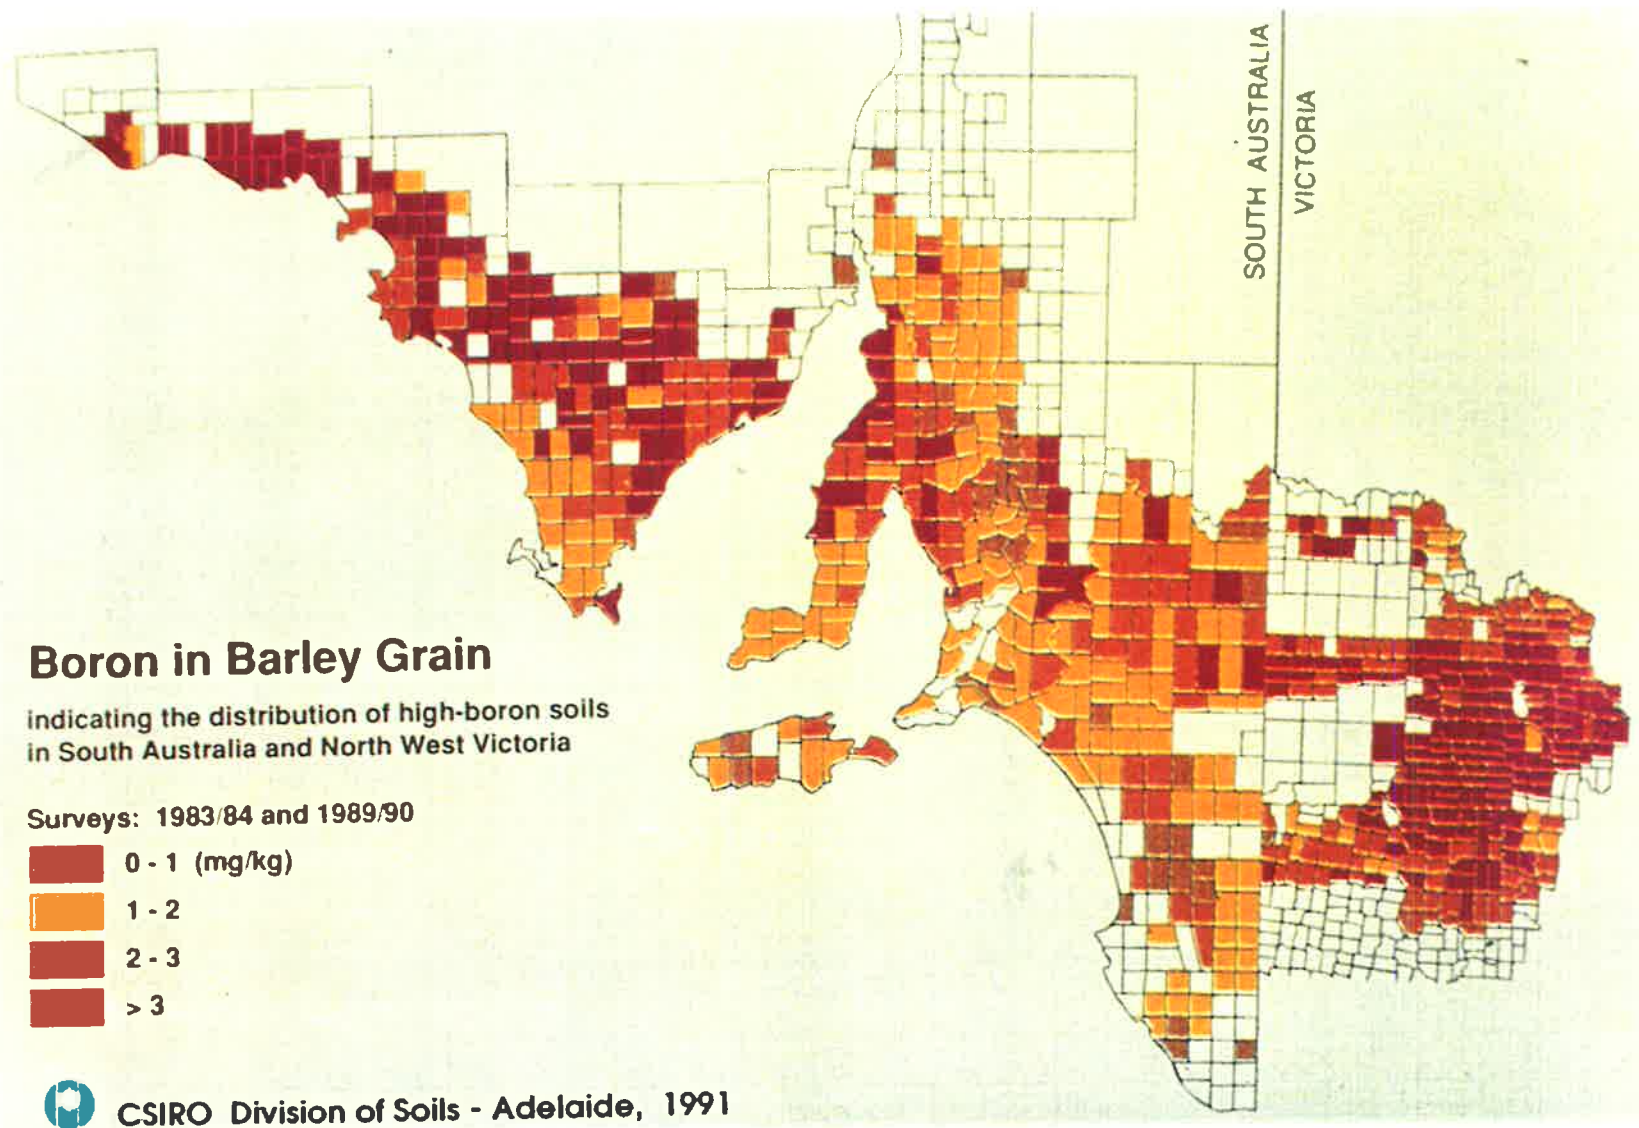 SOUTH AUSTRALIA
VICTORIA
Boron in Barley Grain
indicating the distribution of high-boron soils
in South Australia and North West Victoria
Surveys: 1983/84 and 1989/90
0 - 1 (mg/kg)
1 - 2
2 - 3
> 3
CSIRO Division of Soils - Adelaide, 1991